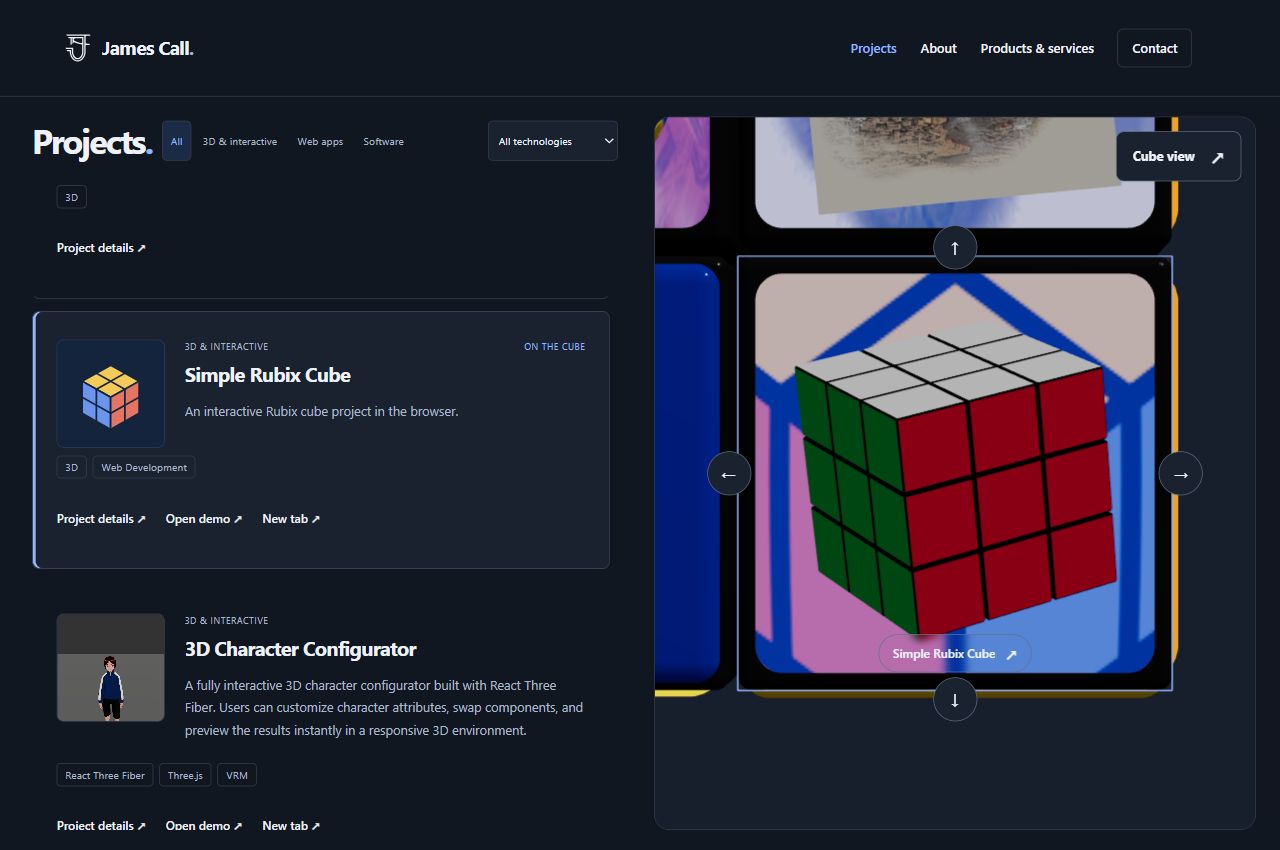 James Call.
Projects
About
Products & services
Contact
Projects.
All
3D & interactive
Web apps
Software
All technologies
3D
Project details ↗
3D & INTERACTIVE
ON THE CUBE
Simple Rubix Cube
An interactive Rubix cube project in the browser.
3D
Web Development
Project details ↗
Open demo ↗
New tab ↗
3D & INTERACTIVE
3D Character Configurator
A fully interactive 3D character configurator built with React Three
Fiber. Users can customize character attributes, swap components, and
preview the results instantly in a responsive 3D environment.
React Three Fiber
Three.js
VRM
Project details ↗
Open demo ↗
New tab ↗
Cube view ↗
↑
←
→
Simple Rubix Cube ↗
↓